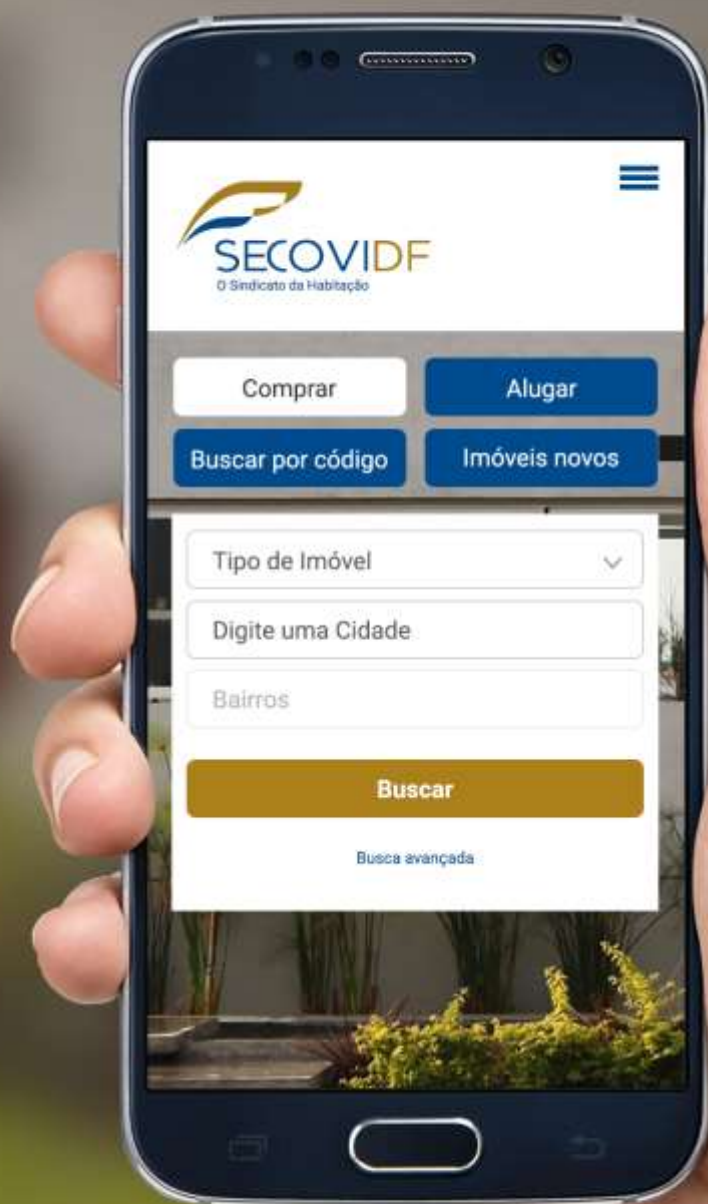 SECOVIDF
O Sindicato da Habitação
Comprar
Alugar
Buscar por código
Imóveis novos
Tipo de Imóvel
Digite uma Cidade
Bairros
Buscar
Busca avançada